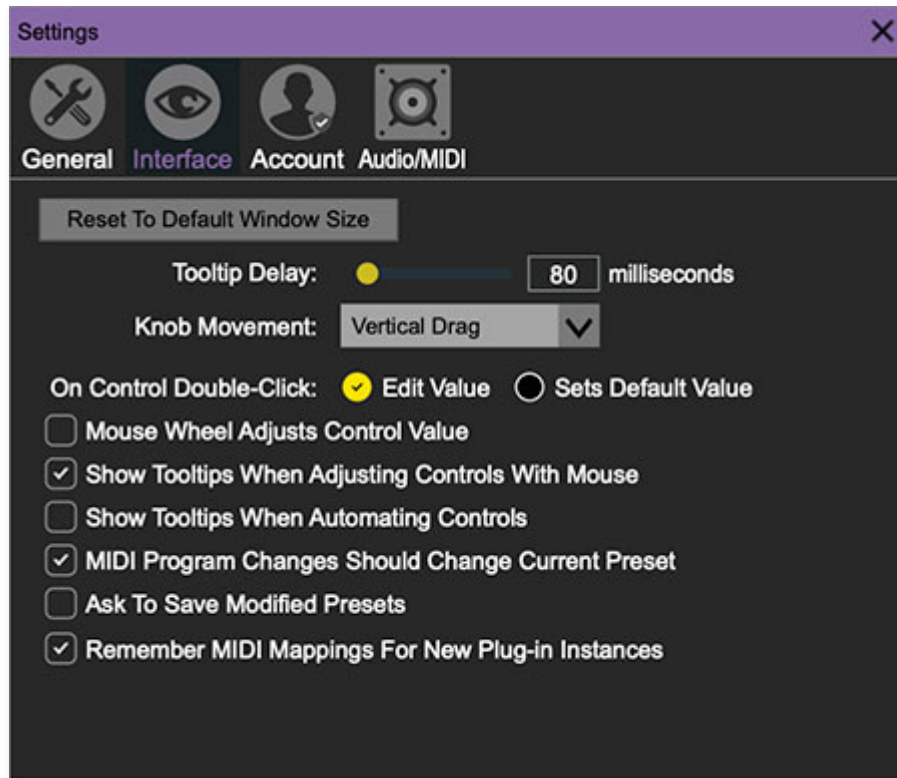 Settings
General Interface Account Audio/MIDI
Reset To Default Window Size
Tooltip Delay: 80 milliseconds
Knob Movement: Vertical Drag
On Control Double-Click: Edit Value Sets Default Value
Mouse Wheel Adjusts Control Value
Show Tooltips When Adjusting Controls With Mouse
Show Tooltips When Automating Controls
MIDI Program Changes Should Change Current Preset
Ask To Save Modified Presets
Remember MIDI Mappings For New Plug-in Instances